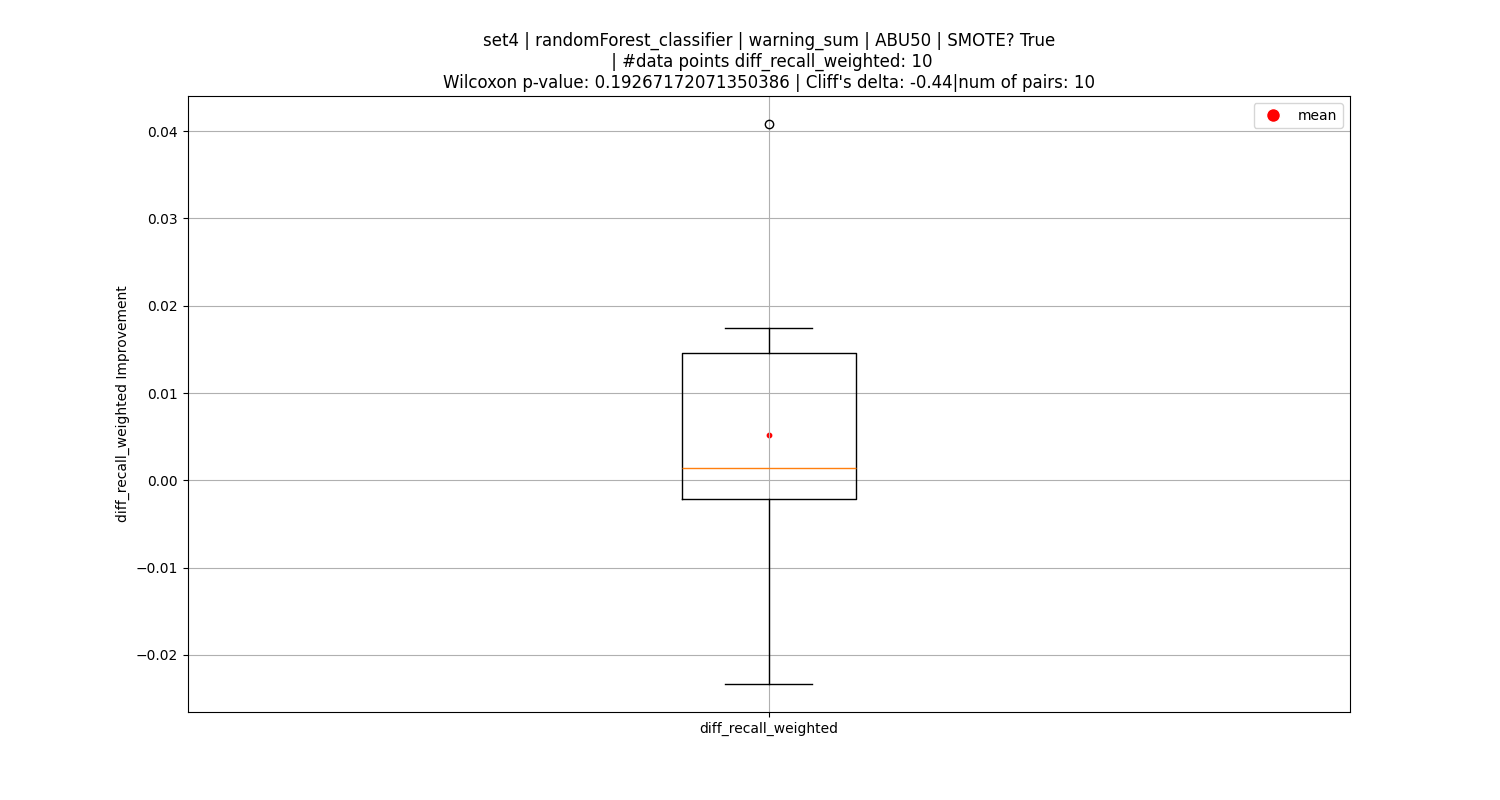 set4 | randomForest_classifier | warning_sum | ABU50 | SMOTE? True
| #data points diff_recall_weighted: 10
Wilcoxon p-value: 0.19267172071350386 | Cliff's delta: -0.44|num of pairs: 10
mean
0.04
0.03
0.02
0.01
0.00
−0.01
−0.02
diff_recall_weighted Improvement
diff_recall_weighted